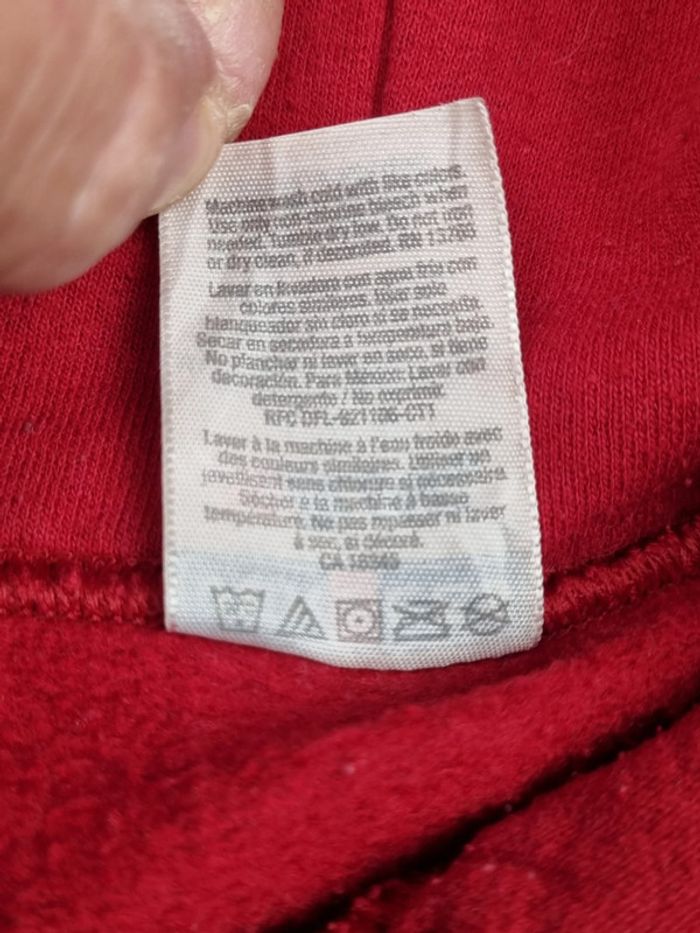 Machine wash cold with like colors.
Use only non-chlorine bleach when
needed. Tumble dry low. Do not iron
or dry clean, if decorated. RN 13765
Lavar en lavadora con agua fria con
colores similares. Usar solo
blanqueador sin cloro si se necesita.
Secar en secadora a temperatura baja.
No planchar ni lavar en seco, si tiene
decoración. Para México: Lavar con
detergente / No exprimir.
RFC DFL-921106-CT1
Laver à la machine à l'eau froide avec
des couleurs similaires. Utiliser un
javellisant sans chlorure si nécessaire.
Sécher a la machine à basse
température. Ne pas repasser ni laver
à sec, si décoré.
CA